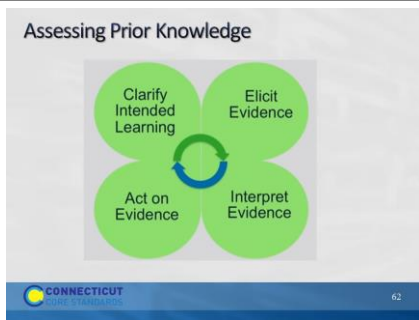 Assessing Prior Knowledge
Clarify
Intended
Learning
Elicit
Evidence
Act on
Evidence
Interpret
Evidence
CONNECTICUT
CORE STANDARDS
62